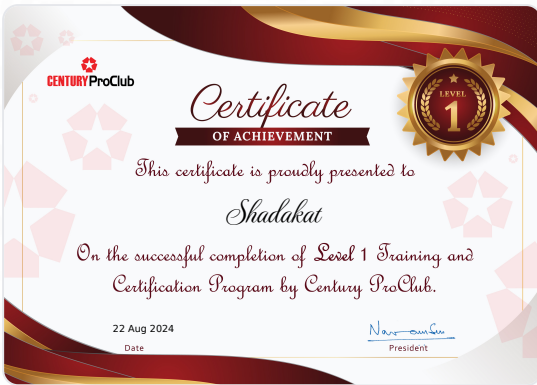 CENTURY ProClub
Certificate
OF ACHIEVEMENT
LEVEL
1
This certificate is proudly presented to
Shadakat
On the successful completion of Level 1 Training and
Certification Program by Century ProClub.
22 Aug 2024
Date
President